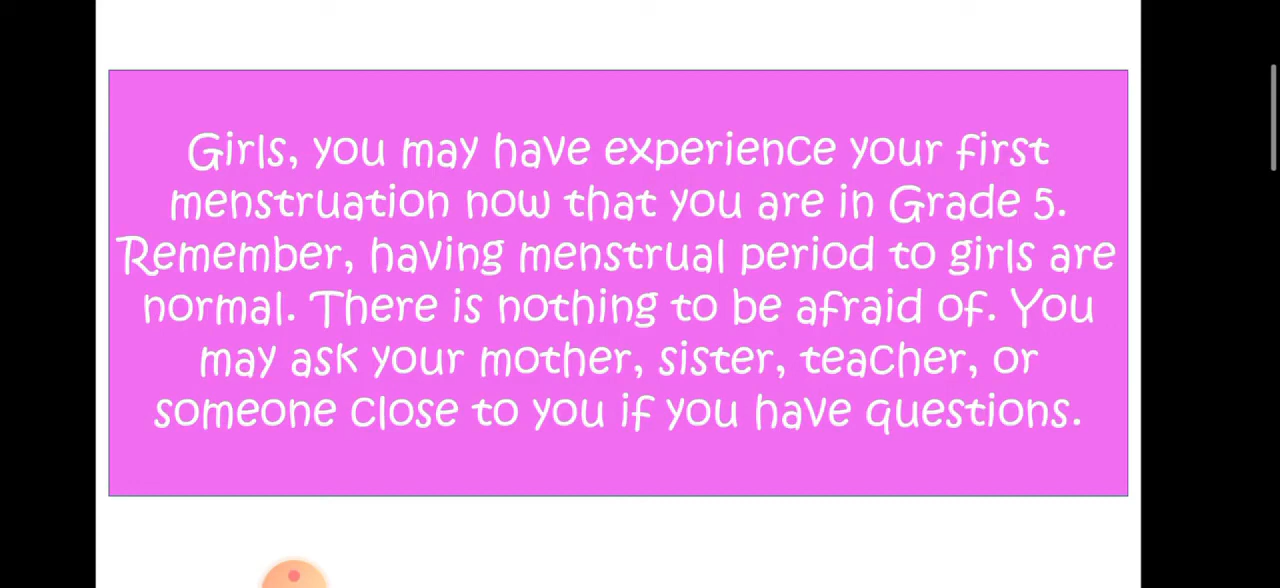 Girls, you may have experience your first
menstruation now that you are in Grade 5.
Remember, having menstrual period to girls are
normal. There is nothing to be afraid of. You
may ask your mother, sister, teacher, or
someone close to you if you have questions.